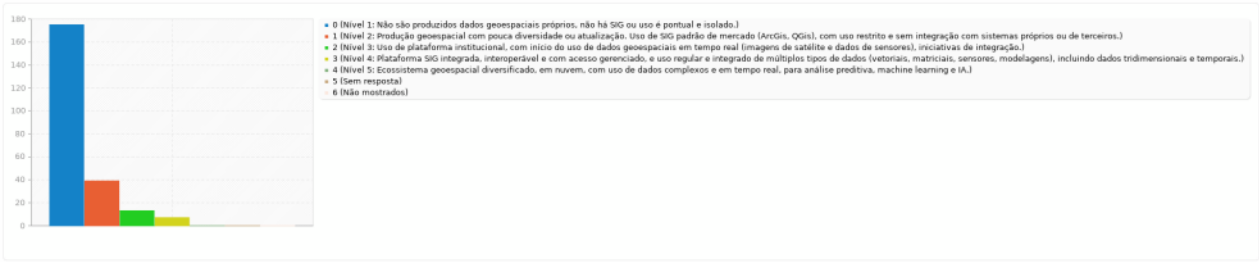 180
160
140
120
100
80
60
40
20
0
0 (Nível 1: Não são produzidos dados geoespaciais próprios, não há SIG ou uso é pontual e isolado.)
1 (Nível 2: Produção geoespacial com pouca diversidade ou atualização. Uso de SIG padrão de mercado (ArcGis, QGis), com uso restrito e sem integração com sistemas próprios ou de terceiros.)
2 (Nível 3: Uso de plataforma institucional, com início do uso de dados geoespaciais em tempo real (imagens de satélite e dados de sensores), iniciativas de integração.)
3 (Nível 4: Plataforma SIG integrada, interoperável e com acesso gerenciado, e uso regular e integrado de múltiplos tipos de dados (vetoriais, matriciais, sensores, modelagens), incluindo dados tridimensionais e temporais.)
4 (Nível 5: Ecossistema geoespacial diversificado, em nuvem, com uso de dados complexos e em tempo real, para análise preditiva, machine learning e IA.)
5 (Sem resposta)
6 (Não mostrados)